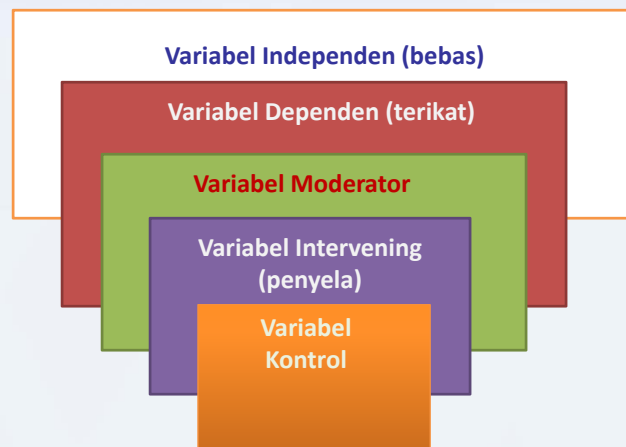 Variabel Independen (bebas)
Variabel Dependen (terikat)
Variabel Moderator
Variabel Intervening
(penyela)
Variabel
Kontrol